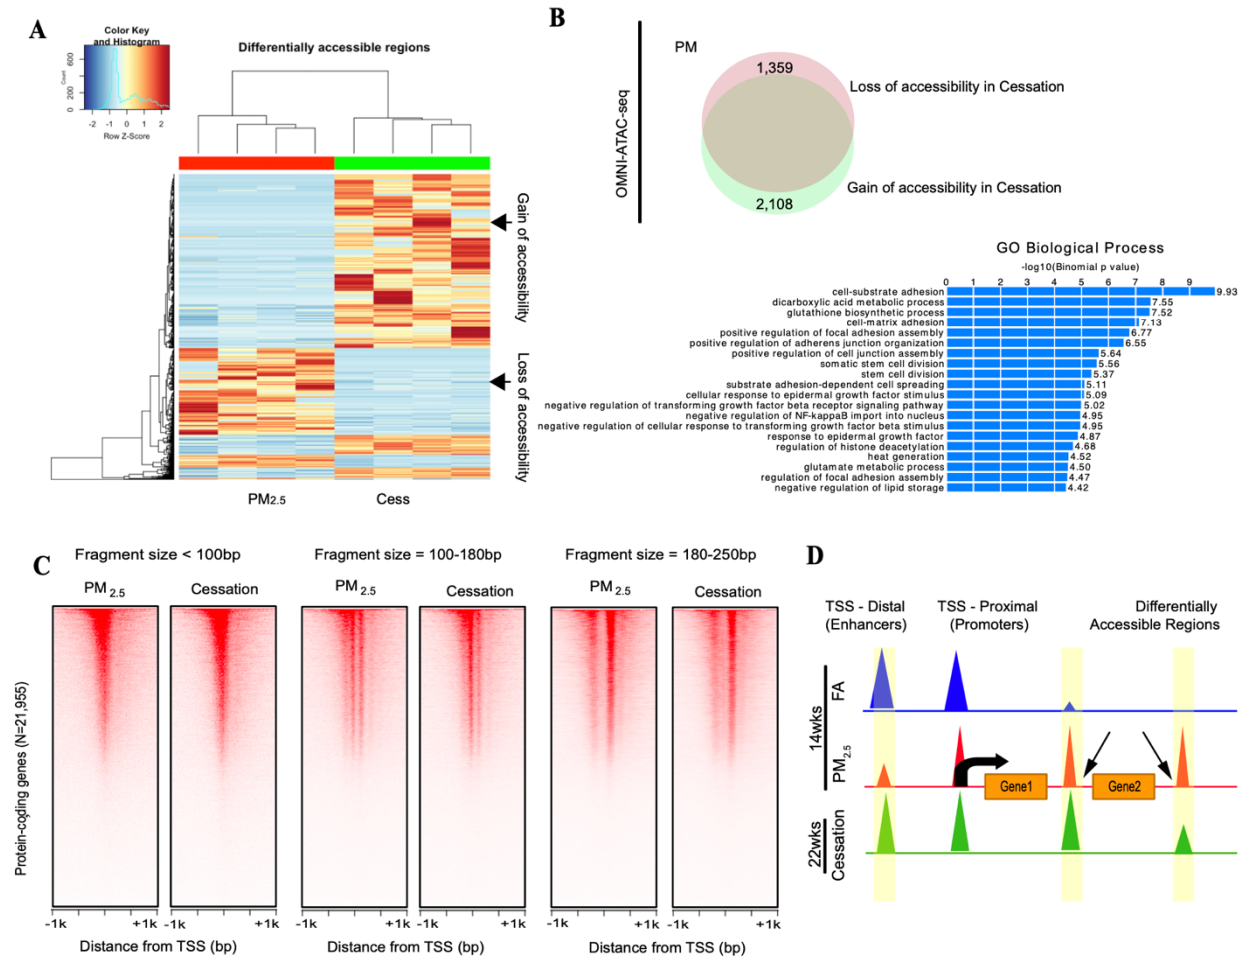 A
Color Key
and Histogram
Count
0 200 600
-2 -1 0 1 2
Row Z-Score
Differentially accessible regions
Gain of accessibility
Loss of accessibility
PM2.5 Cess
B
OMNI-ATAC-seq
PM
1,359
Loss of accessibility in Cessation
Gain of accessibility in Cessation
2,108
GO Biological Process
-log10(Binomial p value)
0 1 2 3 4 5 6 7 8 9
cell-substrate adhesion 9.93
dicarboxylic acid metabolic process 7.55
glutathione biosynthetic process 7.52
cell-matrix adhesion 7.13
positive regulation of focal adhesion assembly 6.77
positive regulation of adherens junction organization 6.55
positive regulation of cell junction assembly 5.64
somatic stem cell division 5.56
stem cell division 5.37
substrate adhesion-dependent cell spreading 5.11
cellular response to epidermal growth factor stimulus 5.09
negative regulation of transforming growth factor beta receptor signaling pathway 5.02
negative regulation of NF-kappaB import into nucleus 4.95
negative regulation of cellular response to transforming growth factor beta stimulus 4.95
response to epidermal growth factor 4.87
regulation of histone deacetylation 4.68
heat generation 4.52
glutamate metabolic process 4.50
regulation of focal adhesion assembly 4.47
negative regulation of lipid storage 4.42
C
Fragment size < 100bp Fragment size = 100-180bp Fragment size = 180-250bp
PM 2.5 Cessation PM 2.5 Cessation PM 2.5 Cessation
Protein-coding genes (N=21,955)
-1k +1k -1k +1k -1k +1k -1k +1k -1k +1k -1k +1k
Distance from TSS (bp) Distance from TSS (bp) Distance from TSS (bp)
D
TSS - Distal
(Enhancers)
TSS - Proximal
(Promoters)
Differentially
Accessible Regions
14wks
FA
PM2.5
Gene1 Gene2
22wks
Cessation